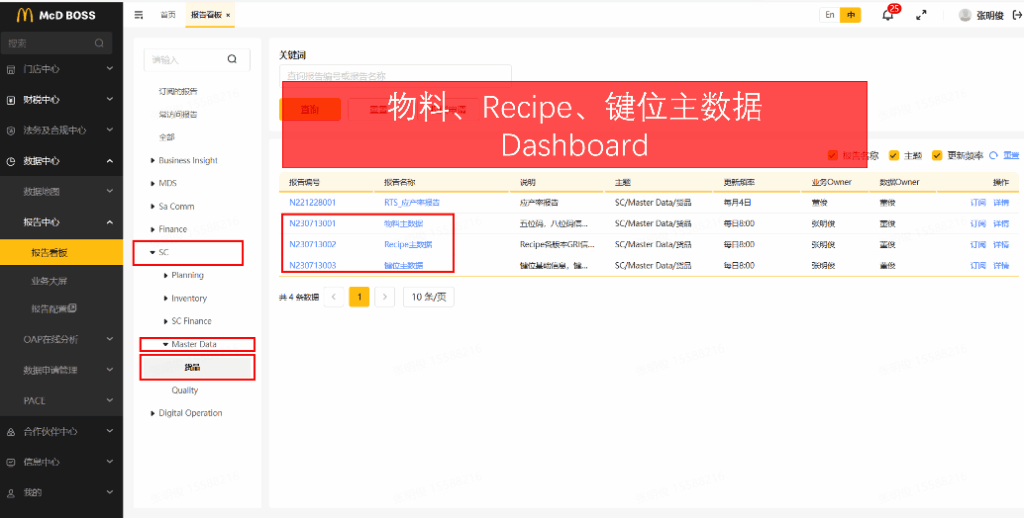 McD BOSS
首页
报告看板 ×
En 中
25
张明俊
搜索
门店中心
财税中心
法务及合规中心
数据中心
数据地图
报告中心
报告看板
业务大屏
报告配置
OAP在线分析
数据申请管理
PACE
合作伙伴中心
信息中心
我的
请输入
订阅的报告
常访问报告
全部
Business Insight
MDS
Sa Comm
Finance
SC
Planning
Inventory
SC Finance
Master Data
货品
Quality
Digital Operation
关键词
查询报告编号或报告名称
查询
物料、Recipe、键位主数据
Dashboard
报告名称 主题 更新频率 重置
报告编号 报告名称 说明 主题 更新频率 业务Owner 数据Owner 操作
N221228001 RTS_应产率报告 应产率报告 SC/Master Data/货品 每月4日 董俊 董俊 订阅 详情
N230713001 物料主数据 五位码、八位码信... SC/Master Data/货品 每日8:00 张明俊 董俊 订阅 详情
N230713002 Recipe主数据 Recipe各版本GRI信... SC/Master Data/货品 每日8:00 张明俊 董俊 订阅 详情
N230713003 键位主数据 键位基础信息，键... SC/Master Data/货品 每日8:00 张明俊 董俊 订阅 详情
共 4 条数据 1 10 条/页